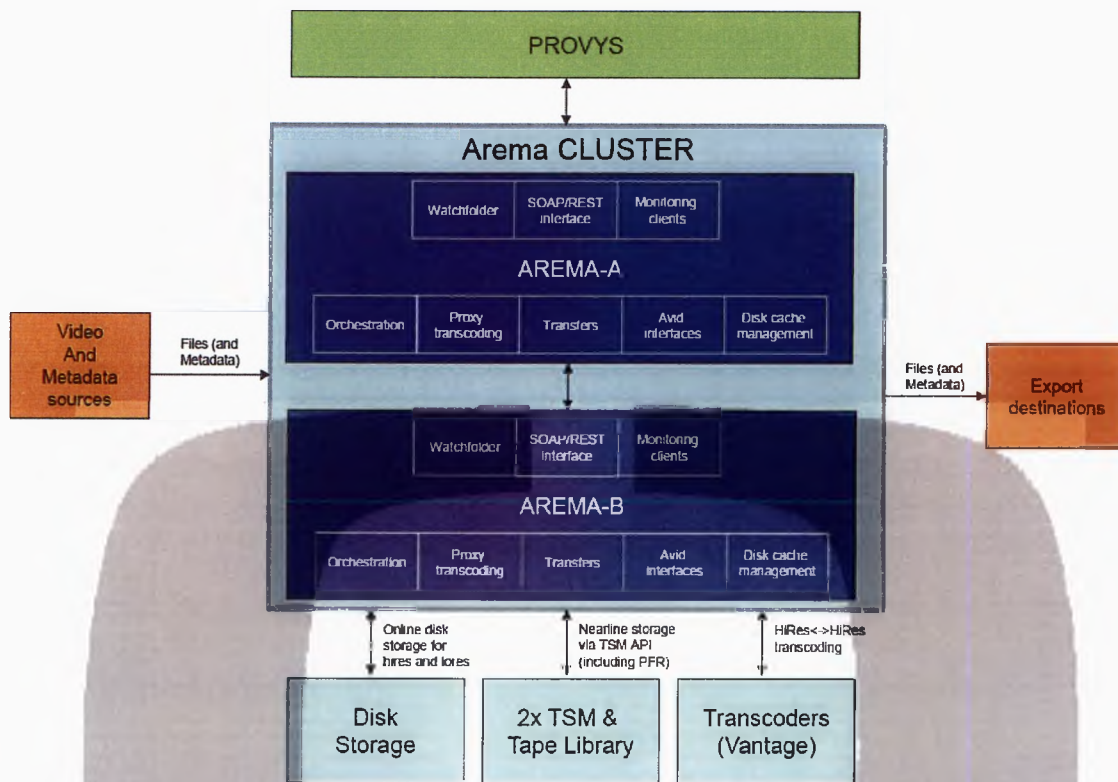 PROVYS
Arema CLUSTER
Watchfolder
SOAP/REST
interface
Monitoring
clients
AREMA-A
Orchestration
Proxy
transcoding
Transfers
Avid
interfaces
Disk cache
management
Video
And
Metadata
sources
Files (and
Metadata)
Files (and
Metadata)
Export
destinations
Watchfolder
SOAP/REST
interface
Monitoring
clients
AREMA-B
Orchestration
Proxy
transcoding
Transfers
Avid
interfaces
Disk cache
management
Online disk
storage for
hires and lores
Nearline storage
via TSM API
(including PFR)
HiRes<->HiRes
transcoding
Disk
Storage
2x TSM &
Tape Library
Transcoders
(Vantage)